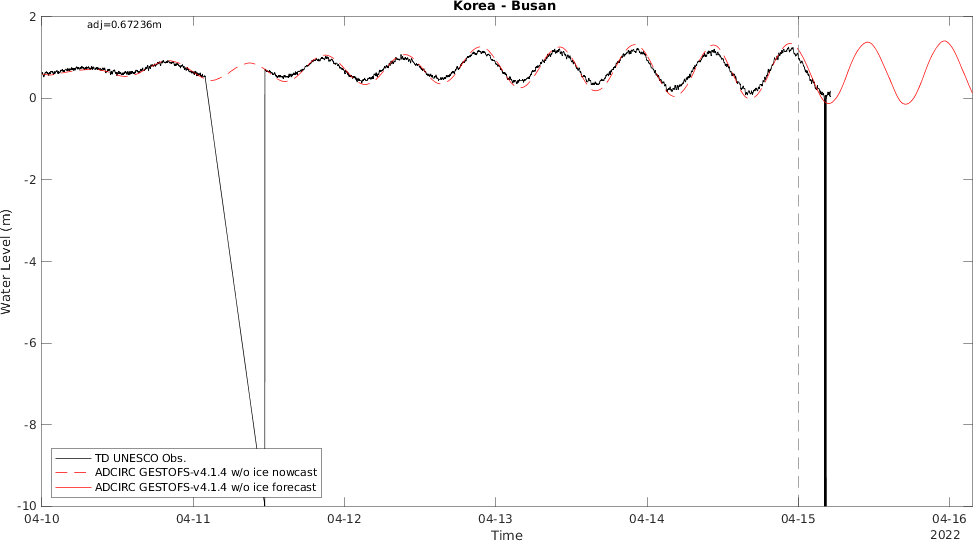 Korea - Busan
adj=0.67236m
2
0
-2
-4
-6
-8
-10
Water Level (m)
TD UNESCO Obs.
ADCIRC GESTOFS-v4.1.4 w/o ice nowcast
ADCIRC GESTOFS-v4.1.4 w/o ice forecast
04-10 04-11 04-12 04-13 04-14 04-15 04-16
Time
2022